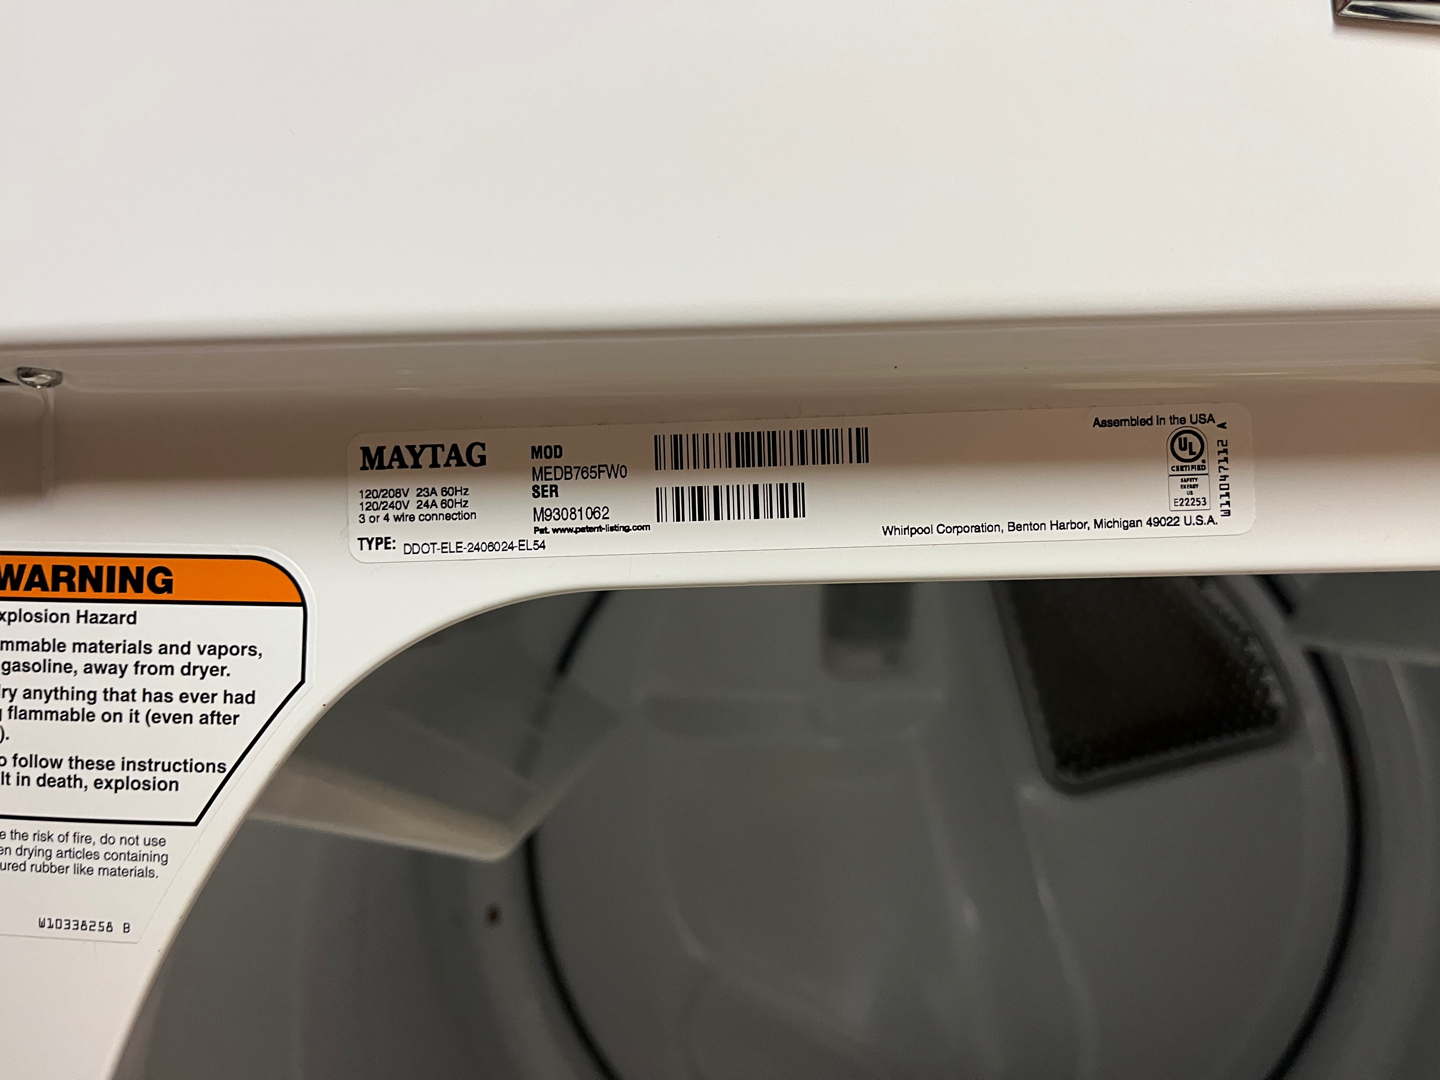 MAYTAG
120/208V 23A 60Hz
120/240V 24A 60Hz
3 or 4 wire connection
MOD
MEDB765FW0
SER
M93081062
Pat. www.patent-listing.com
TYPE: DDOT-ELE-2406024-EL54
Assembled in the USA
UL
CERTIFIED
SAFETY
ENERGY
US
E22253
W11047112 A
Whirlpool Corporation, Benton Harbor, Michigan 49022 U.S.A.
WARNING
xplosion Hazard
mmable materials and vapors,
gasoline, away from dryer.
ry anything that has ever had
flammable on it (even after
).
o follow these instructions
lt in death, explosion
e the risk of fire, do not use
en drying articles containing
ured rubber like materials.
W10338258 B